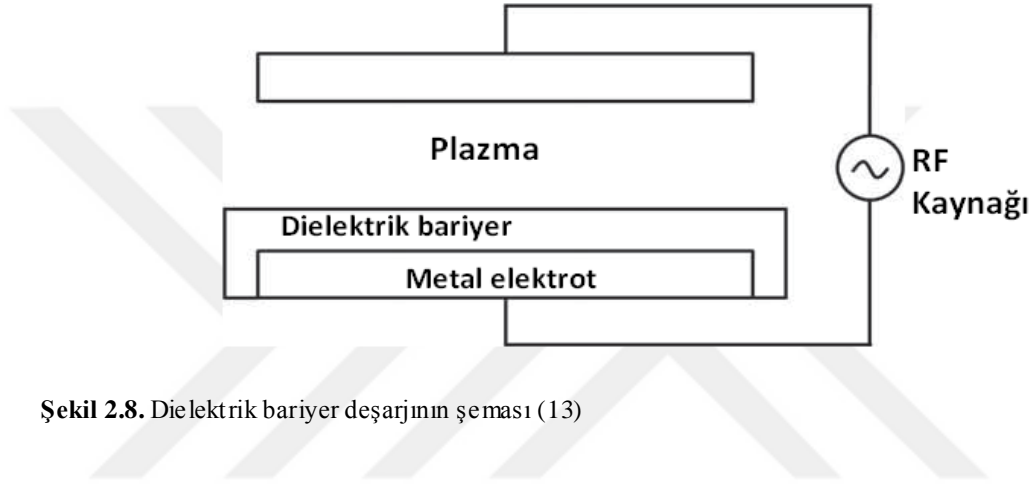 Plazma
RF
Kaynağı
Dielektrik bariyer
Metal elektrot
Şekil 2.8. Dielektrik bariyer deşarjının şeması (13)